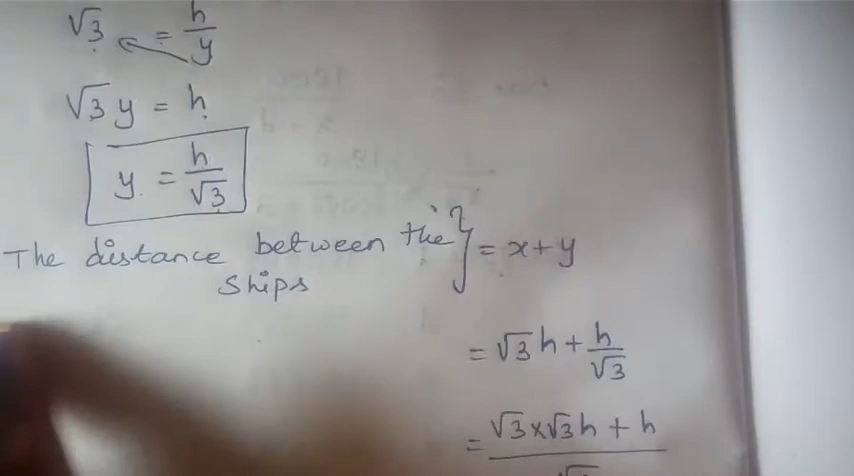 √3 = h/y
√3 y = h
y = h/√3
The distance between the } = x + y
ships
= √3 h + h/√3
= √3 × √3 h + h